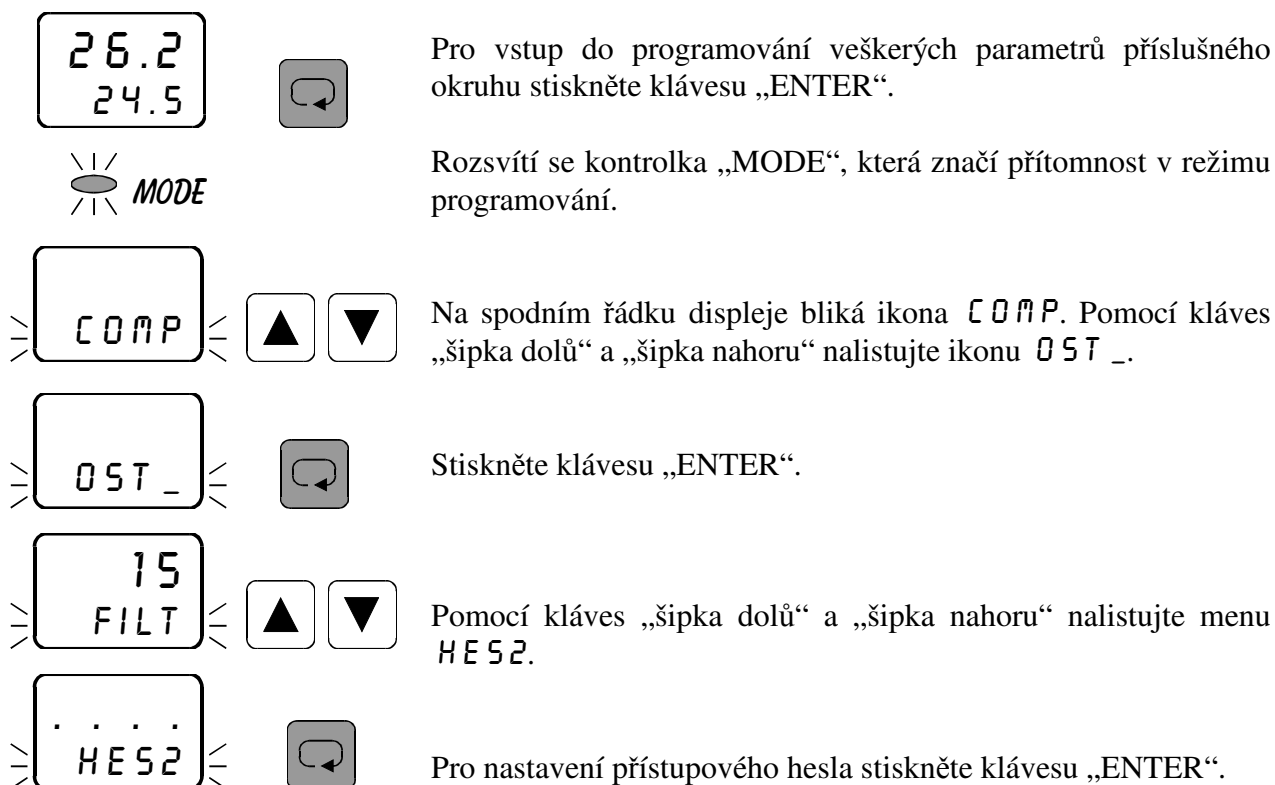 26.2
24.5
Pro vstup do programování veškerých parametrů příslušného
okruhu stiskněte klávesu „ENTER“.
MODE
Rozsvítí se kontrolka „MODE“, která značí přítomnost v režimu
programování.
COMP
Na spodním řádku displeje bliká ikona COMP. Pomocí kláves
„šipka dolů“ a „šipka nahoru“ nalistujte ikonu OST_.
OST_
Stiskněte klávesu „ENTER“.
15
FILT
Pomocí kláves „šipka dolů“ a „šipka nahoru“ nalistujte menu
HES2.
. . . .
HES2
Pro nastavení přístupového hesla stiskněte klávesu „ENTER“.